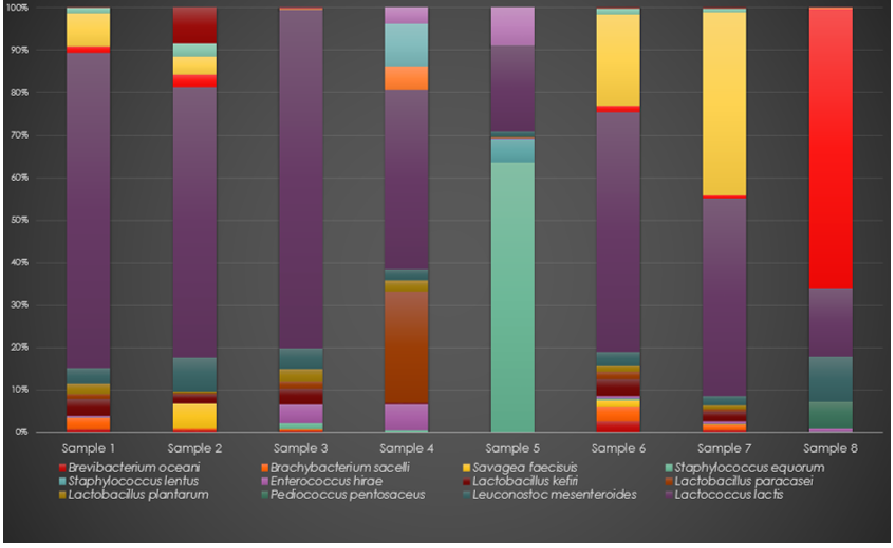 100%
90%
80%
70%
60%
50%
40%
30%
20%
10%
0%
Sample 1 Sample 2 Sample 3 Sample 4 Sample 5 Sample 6 Sample 7 Sample 8
Brevibacterium oceani Brachybacterium sacelli Savagea faecisuis Staphylococcus equorum
Staphylococcus lentus Enterococcus hirae Lactobacillus kefiri Lactobacillus paracasei
Lactobacillus plantarum Pediococcus pentosaceus Leuconostoc mesenteroides Lactococcus lactis